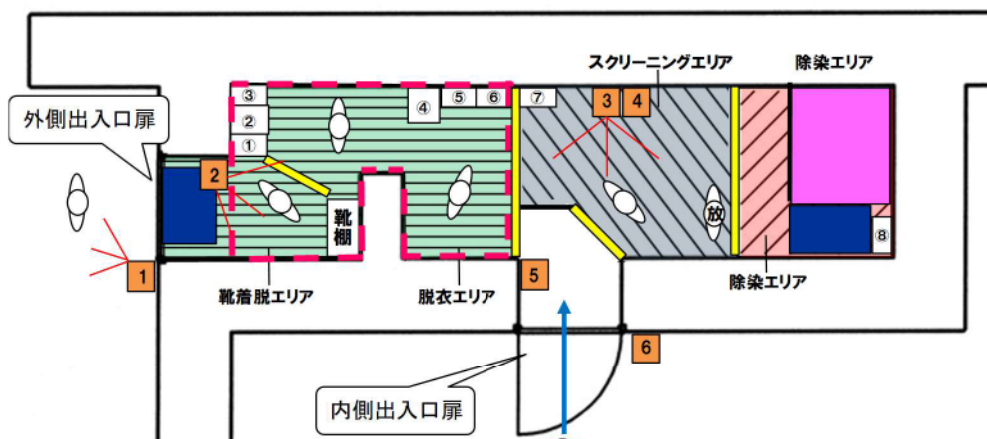 スクリーニングエリア
除染エリア
外側出入口扉
③
②
①
④
⑤
⑥
⑦
3
4
2
靴棚
放
⑧
1
靴着脱エリア
脱衣エリア
5
除染エリア
6
内側出入口扉